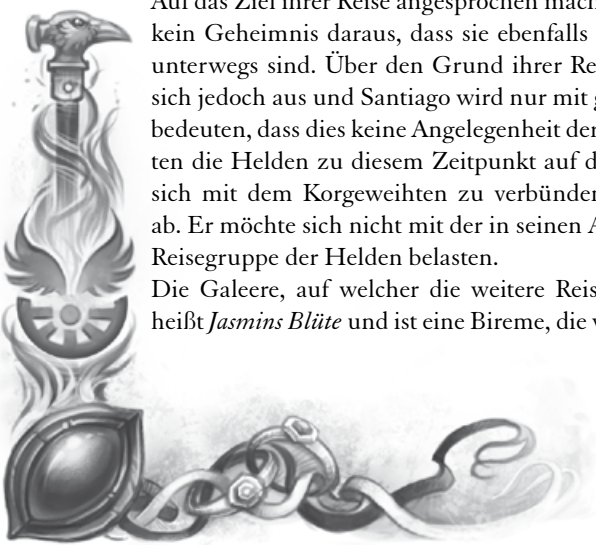 Auf das Ziel ihrer Reise angesprochen mach
kein Geheimnis daraus, dass sie ebenfalls
unterwegs sind. Über den Grund ihrer Re
sich jedoch aus und Santiago wird nur mit g
bedeuten, dass dies keine Angelegenheit der
ten die Helden zu diesem Zeitpunkt auf d
sich mit dem Korgeweihten zu verbünden
ab. Er möchte sich nicht mit der in seinen A
Reisegruppe der Helden belasten.
Die Galeere, auf welcher die weitere Reis
heißt Jasmins Blüte und ist eine Bireme, die v